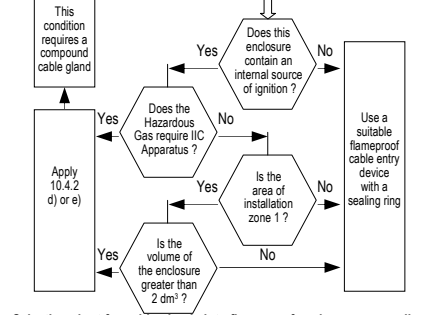 This
condition
requires a
compound
cable gland
Does this
enclosure
contain an
internal source
of ignition ?
Yes
No
Does the
Hazardous
Gas require IIC
Apparatus ?
Yes
No
Apply
10.4.2
d) or e)
Is the
area of
installation
zone 1 ?
Yes
No
Use a
suitable
flameproof
cable entry
device
with a
sealing ring
Is the
volume of
the enclosure
greater than
2 dm³ ?
Yes
No